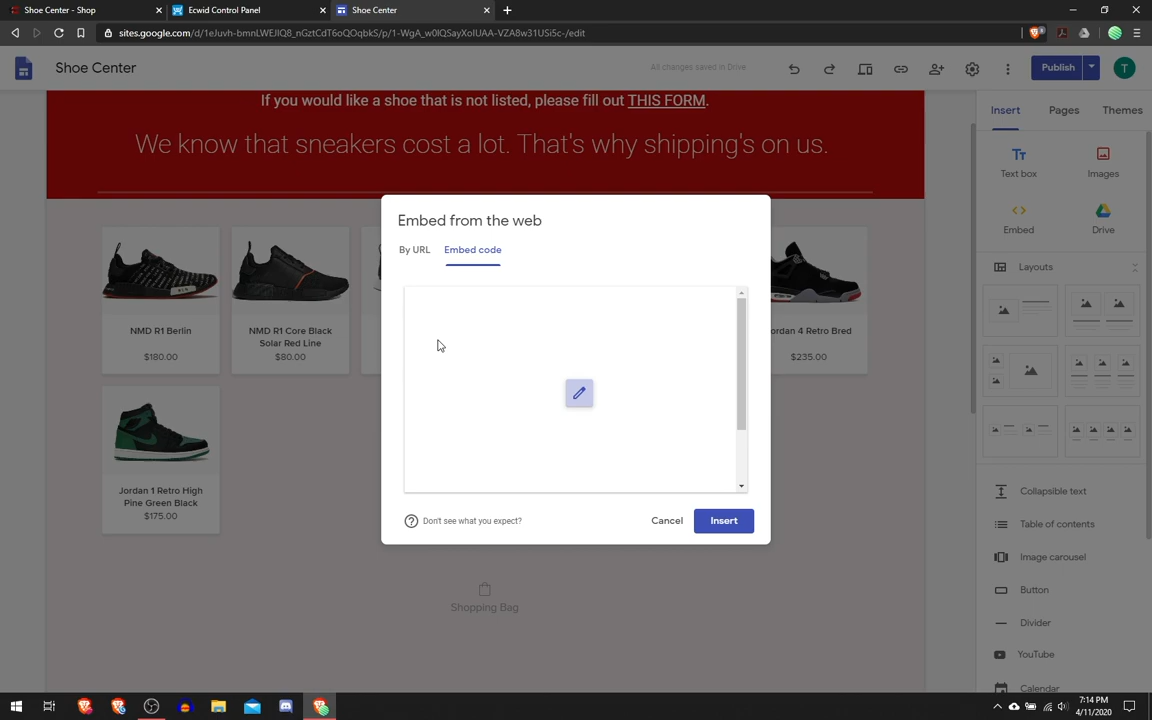 Shoe Center - Shop
Ecwid Control Panel
Shoe Center
sites.google.com/d/1eJuvh-bmnLWEJIQ8_nGztCdT6oQOqbkS/p/1-WgA_w0lQSayXolUAA-VZA8w31USi5c-/edit
Shoe Center
All changes saved in Drive
Publish
T
If you would like a shoe that is not listed, please fill out THIS FORM.
We know that sneakers cost a lot. That's why shipping's on us.
Insert
Pages
Themes
Text box
Images
Embed
Drive
Layouts
Embed from the web
By URL
Embed code
Don't see what you expect?
Cancel
Insert
NMD R1 Berlin
$180.00
NMD R1 Core Black
Solar Red Line
$80.00
ordan 4 Retro Bred
$235.00
Jordan 1 Retro High
Pine Green Black
$175.00
Shopping Bag
Collapsible text
Table of contents
Image carousel
Button
Divider
YouTube
Calendar
7:14 PM
4/11/2020